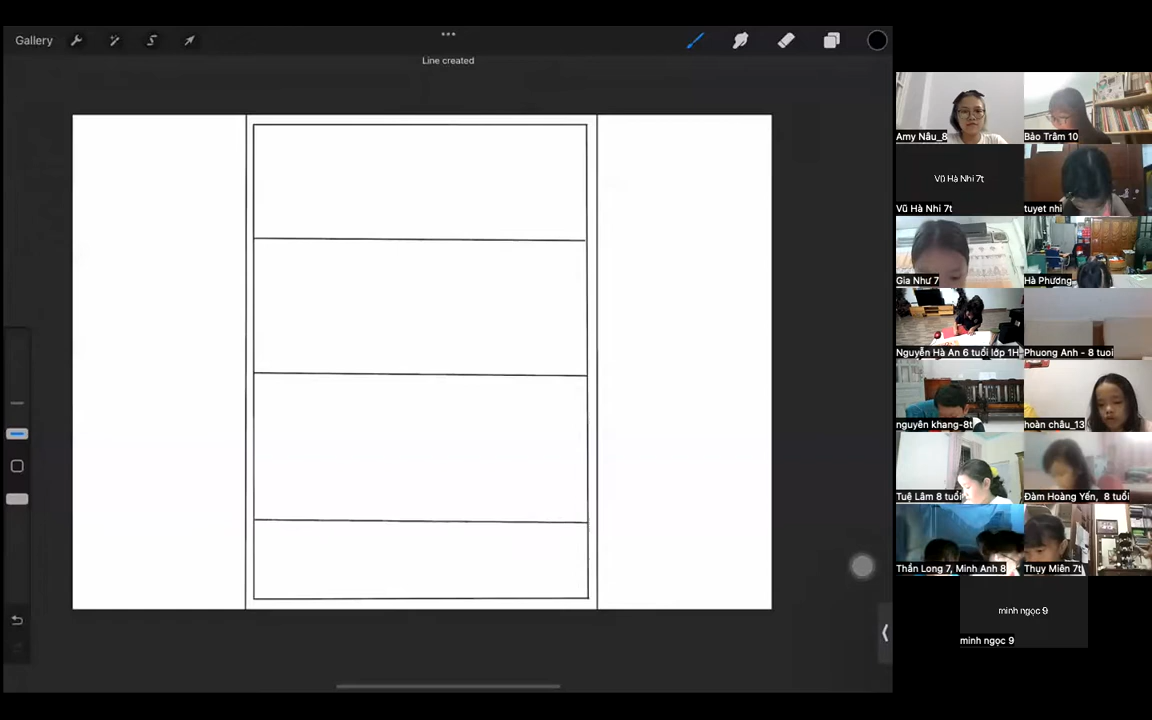 Gallery
Line created
Amy Nâu_8
Bảo Trâm 10
Vũ Hà Nhi 7t
Vũ Hà Nhi 7t
tuyet nhi
Gia Như 7
Hà Phương
Nguyễn Hà An 6 tuổi lớp 1H
Phuong Anh - 8 tuoi
nguyên khang-8t
hoàn châu_13
Tuệ Lâm 8 tuổi
Đàm Hoàng Yến, 8 tuổi
Thần Long 7, Minh Anh 8
Thụy Miên 7t
minh ngọc 9
minh ngọc 9